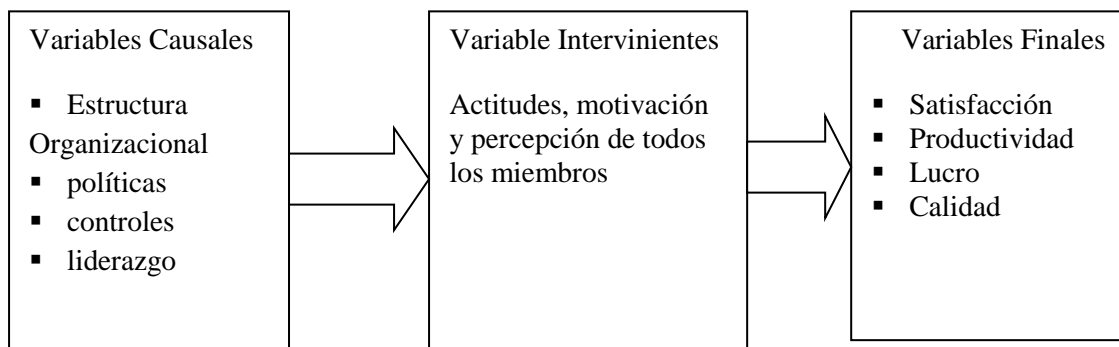 Variables Causales
▪ Estructura
Organizacional
▪ políticas
▪ controles
▪ liderazgo
Variable Intervinientes
Actitudes, motivación
y percepción de todos
los miembros
Variables Finales
▪ Satisfacción
▪ Productividad
▪ Lucro
▪ Calidad